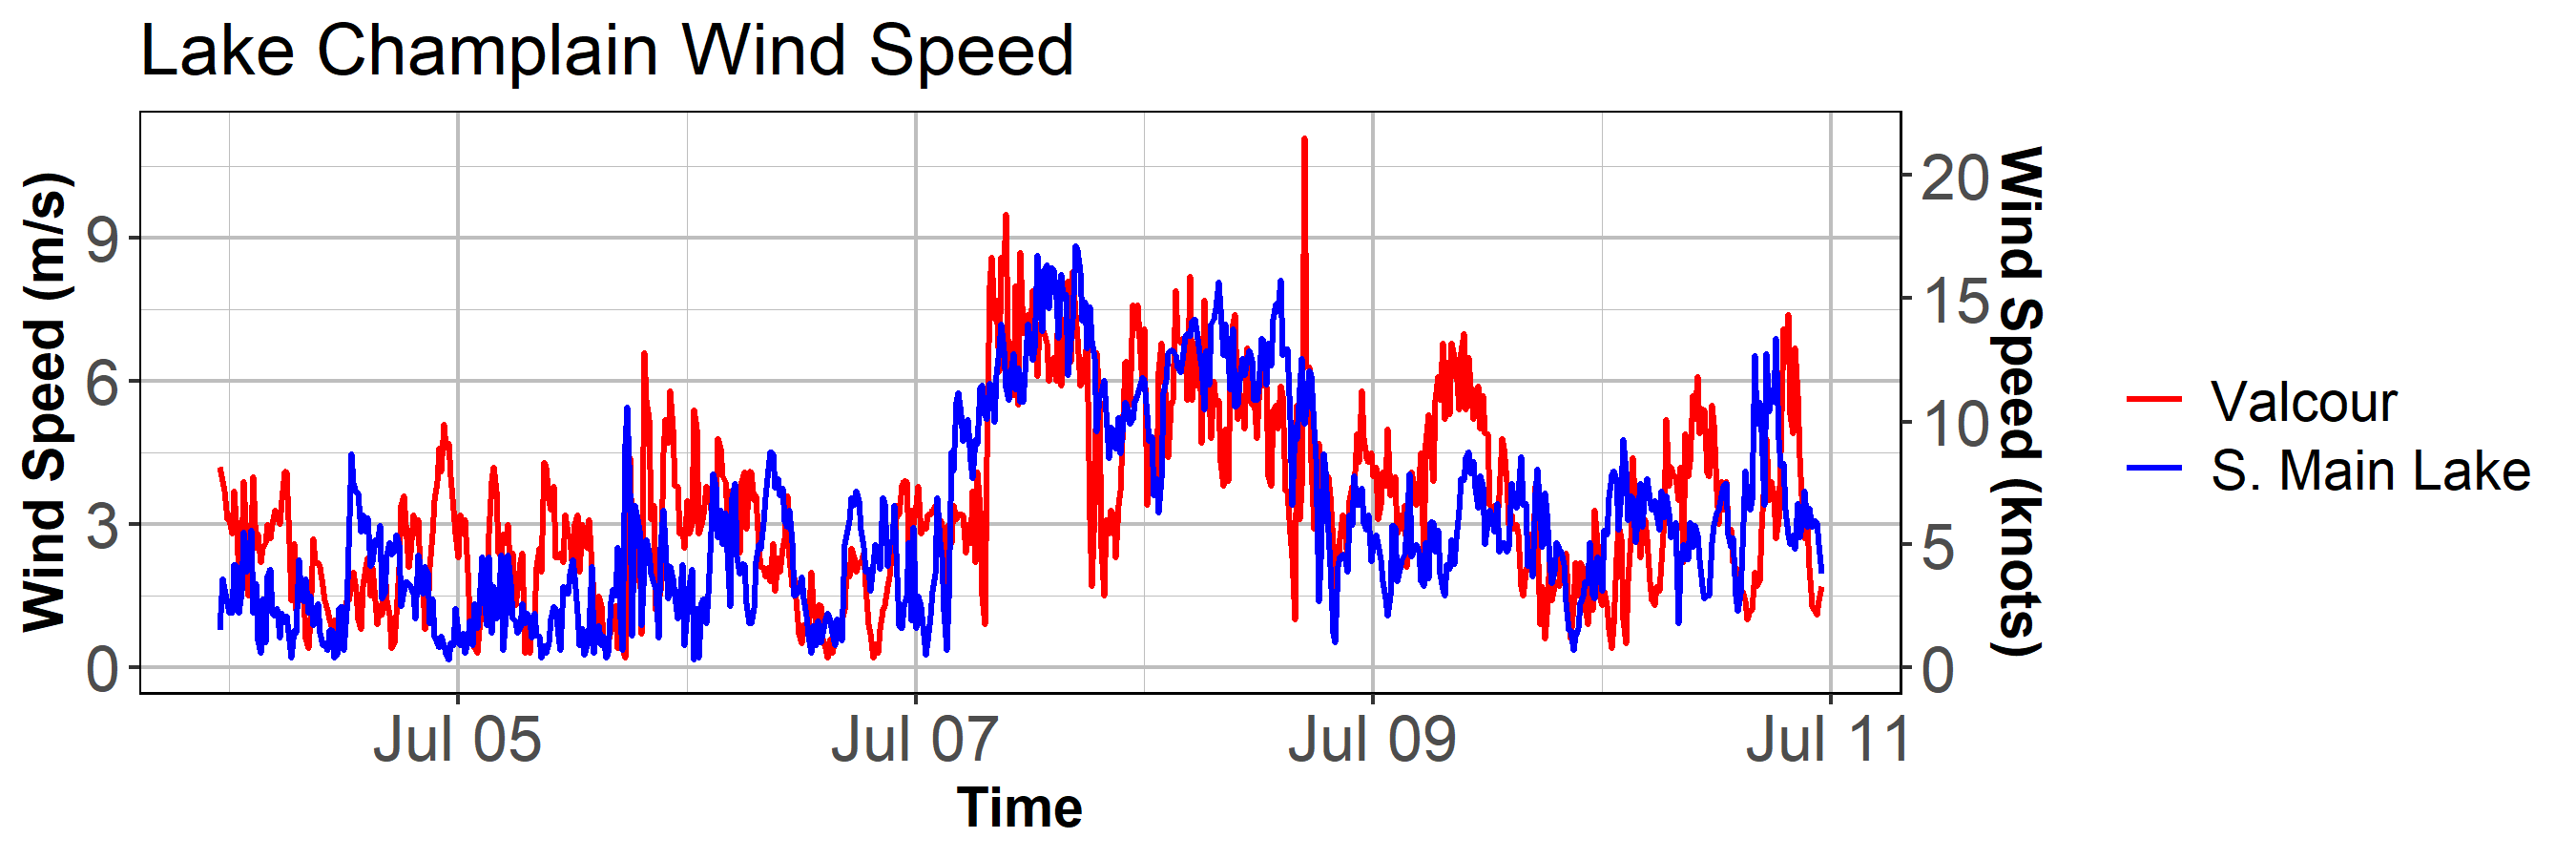 Lake Champlain Wind Speed
Wind Speed (m/s)
9
6
3
0
20
15
10
5
0
Wind Speed (knots)
Jul 05
Jul 07
Jul 09
Jul 11
Time
Valcour
S. Main Lake